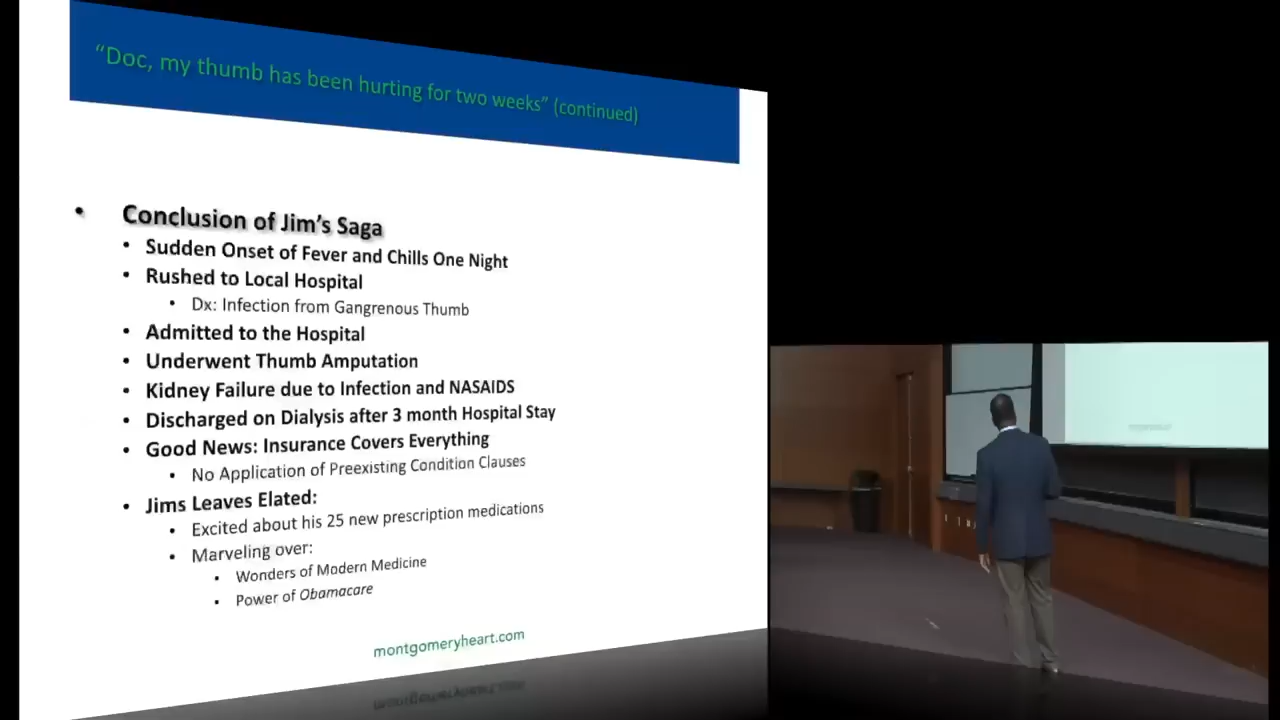 “Doc, my thumb has been hurting for two weeks” (continued)
• Conclusion of Jim’s Saga
• Sudden Onset of Fever and Chills One Night
• Rushed to Local Hospital
• Dx: Infection from Gangrenous Thumb
• Admitted to the Hospital
• Underwent Thumb Amputation
• Kidney Failure due to Infection and NASAIDS
• Discharged on Dialysis after 3 month Hospital Stay
• Good News: Insurance Covers Everything
• No Application of Preexisting Condition Clauses
• Jims Leaves Elated:
• Excited about his 25 new prescription medications
• Marveling over:
• Wonders of Modern Medicine
• Power of Obamacare
montgomeryheart.com